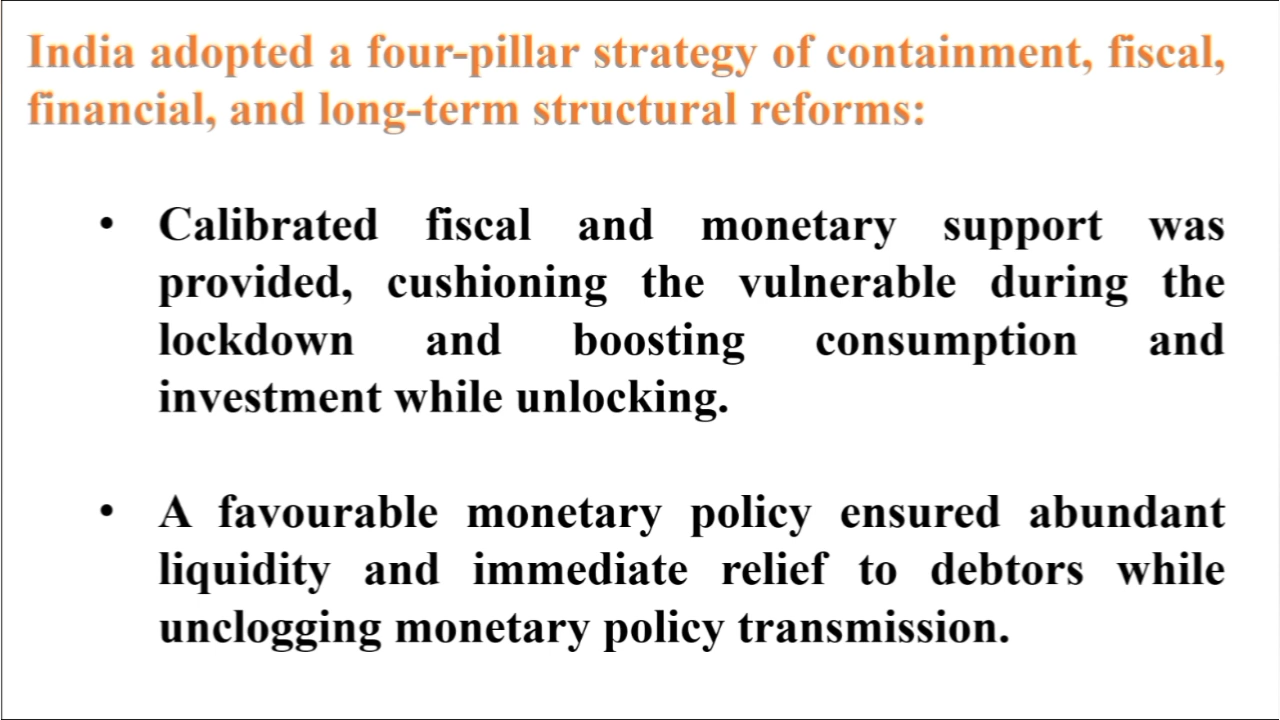 India adopted a four-pillar strategy of containment, fiscal,
financial, and long-term structural reforms:
• Calibrated fiscal and monetary support was
provided, cushioning the vulnerable during the
lockdown and boosting consumption and
investment while unlocking.
• A favourable monetary policy ensured abundant
liquidity and immediate relief to debtors while
unclogging monetary policy transmission.